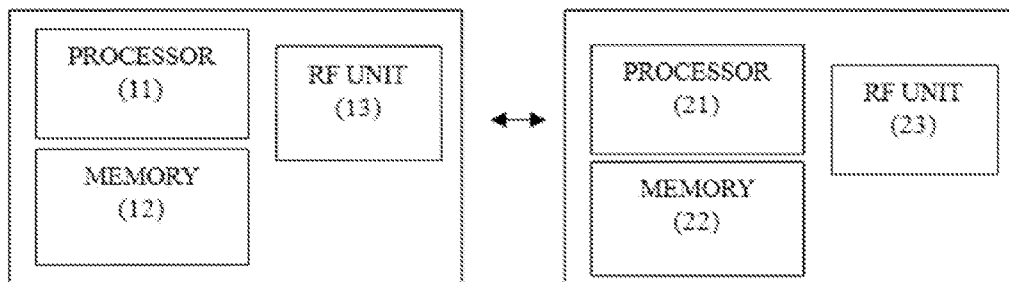 PROCESSOR
(11)
RF UNIT
(13)
MEMORY
(12)
PROCESSOR
(21)
RF UNIT
(23)
MEMORY
(22)